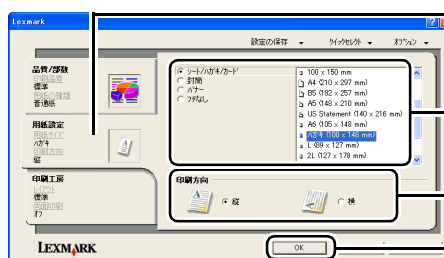 Lexmark
設定の保存 クイックセレクト オプション
品質/部数
印刷品質
標準
用紙の種類
普通紙
用紙設定
用紙サイズ
ハガキ
印刷方向
縦
印刷工房
レイアウト
標準
両面印刷
オフ
シート/ハガキ/カード
封筒
バナー
フチなし
100 x 150 mm
A4 (210 x 297 mm)
B5 (182 x 257 mm)
A5 (148 x 210 mm)
US Statement (140 x 216 mm)
A6 (105 x 148 mm)
ハガキ (100 x 148 mm)
L (89 x 127 mm)
2L (127 x 178 mm)
印刷方向
縦 横
LEXMARK
OK